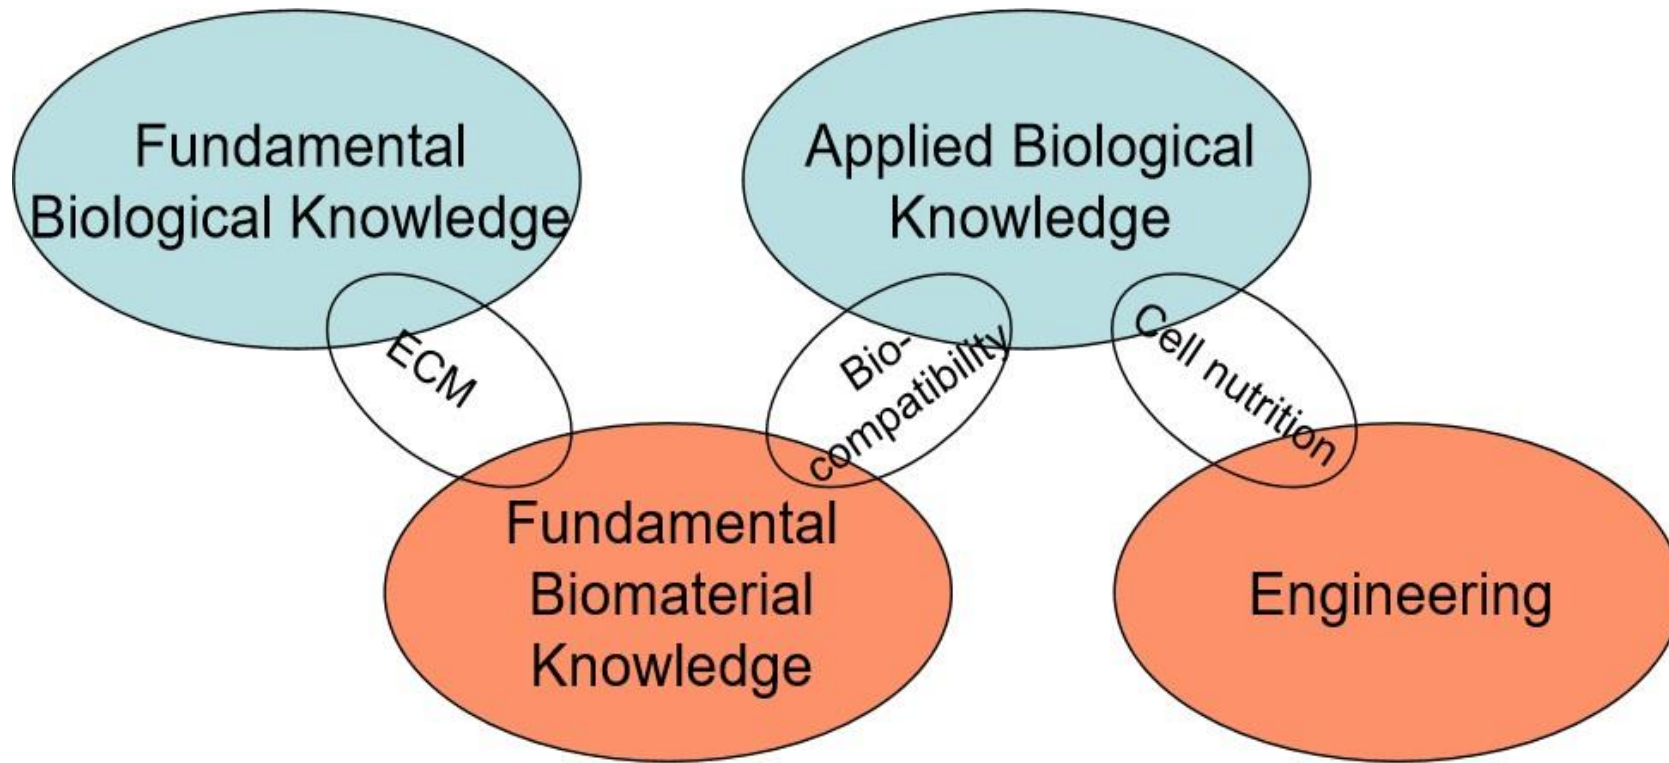 Fundamental
Biological Knowledge
Applied Biological
Knowledge
ECM
Bio-
compatibility
Cell nutrition
Fundamental
Biomaterial
Knowledge
Engineering